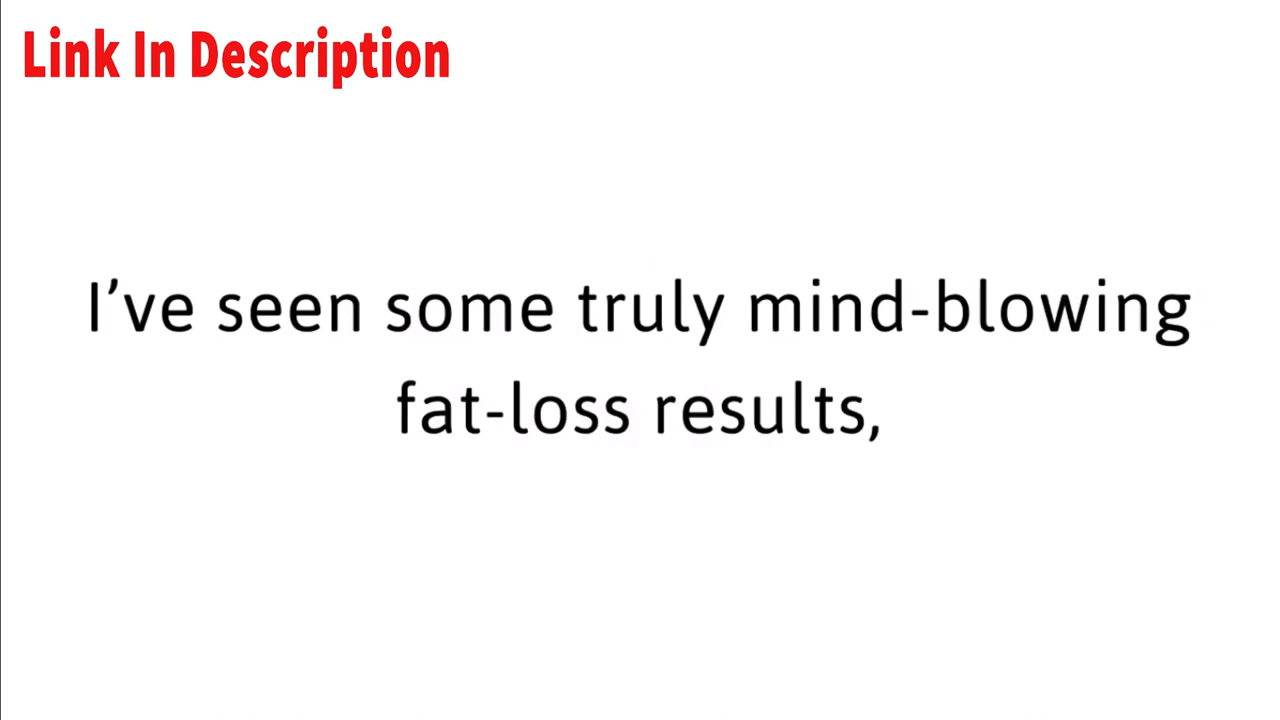 Link In Description
I’ve seen some truly mind-blowing
fat-loss results,